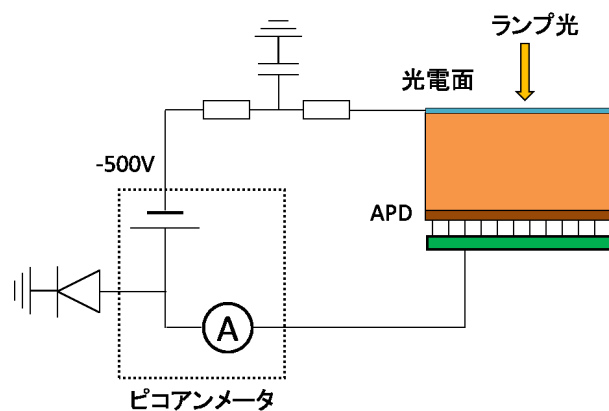 ランプ光
光電面
-500V
APD
A
ピコアンメータ